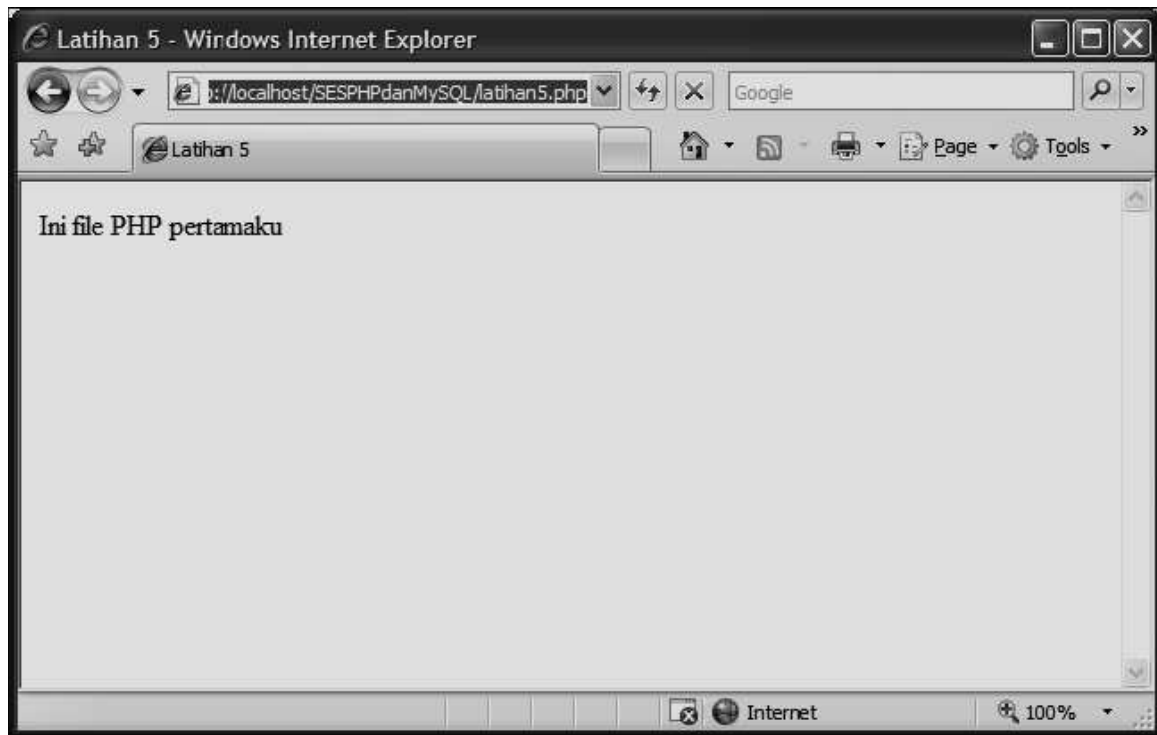 Latihan 5 - Windows Internet Explorer
://localhost/SESPHPdanMySQL/latihan5.php
Google
Latihan 5
Page
Tools
Ini file PHP pertamaku
Internet
100%